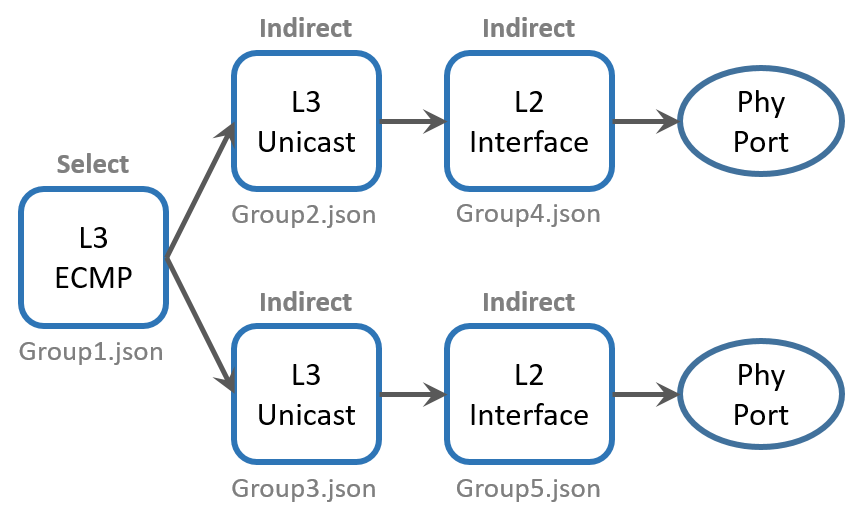 Indirect
Indirect
L3
Unicast
L2
Interface
Phy
Port
Group2.json
Group4.json
Select
L3
ECMP
Group1.json
Indirect
Indirect
L3
Unicast
L2
Interface
Phy
Port
Group3.json
Group5.json